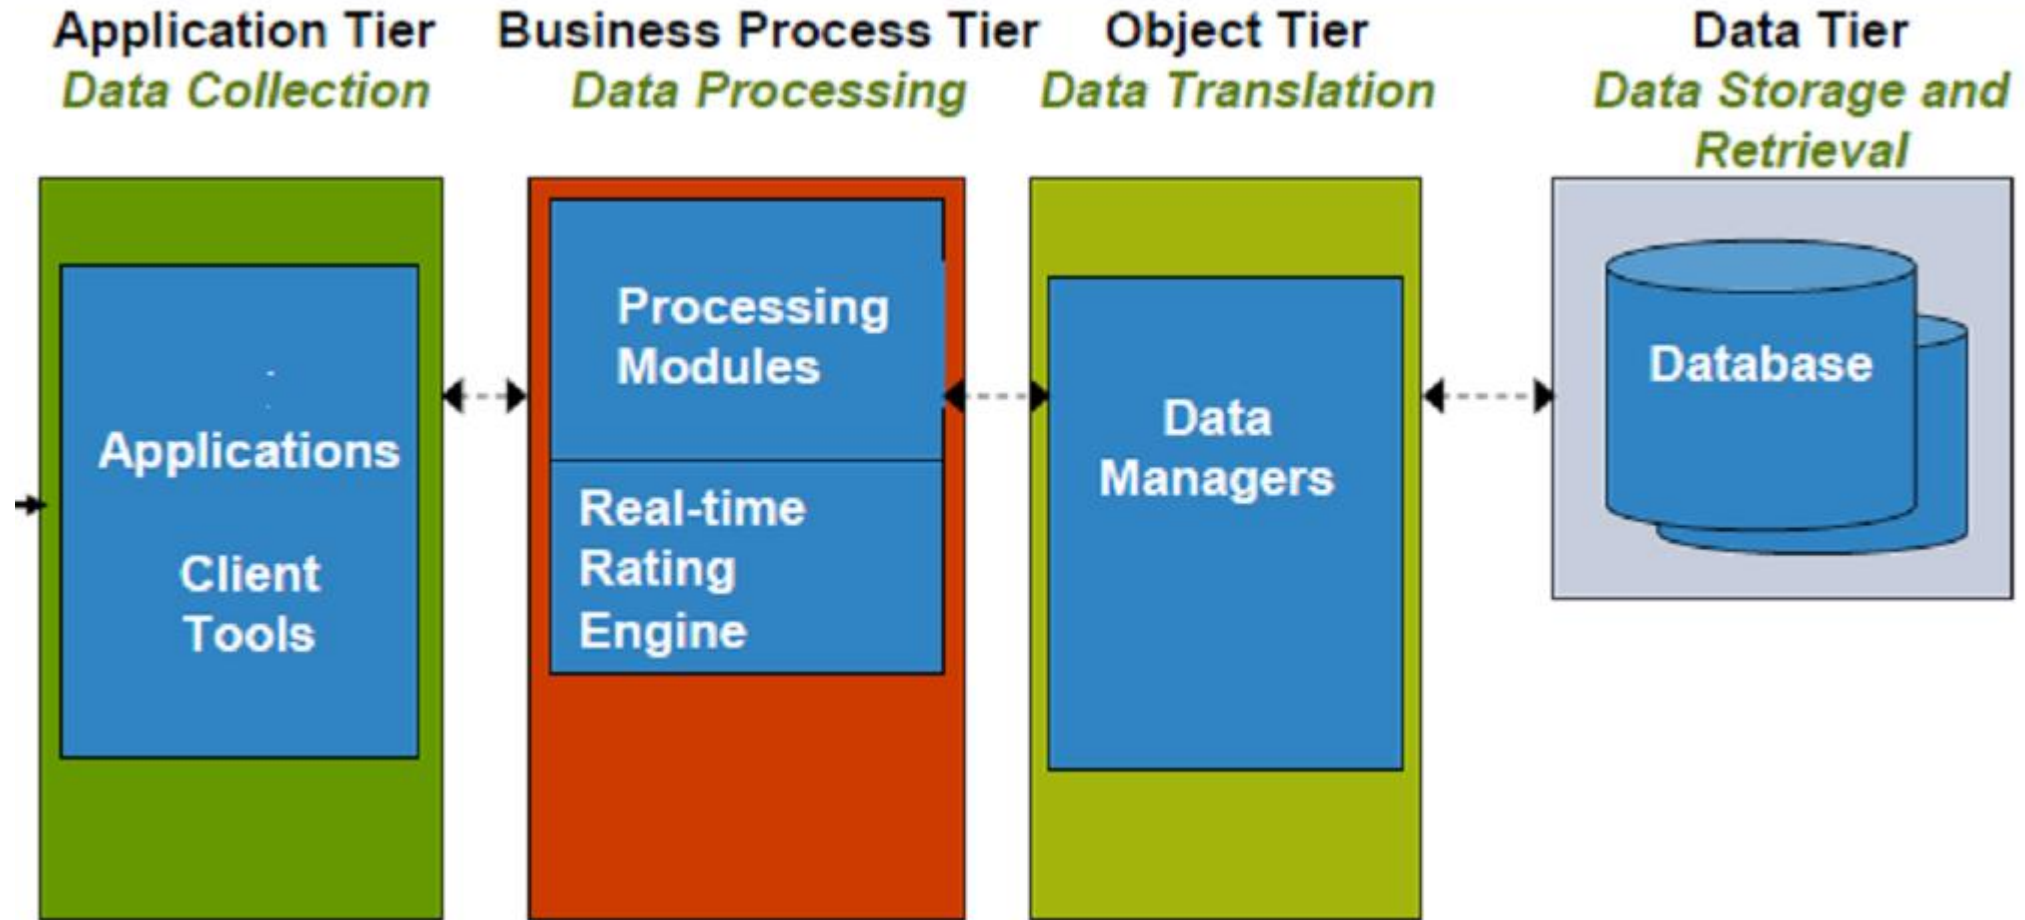 Application Tier
Data Collection
Business Process Tier
Data Processing
Object Tier
Data Translation
Data Tier
Data Storage and
Retrieval
Applications
Client
Tools
Processing
Modules
Real-time
Rating
Engine
Data
Managers
Database